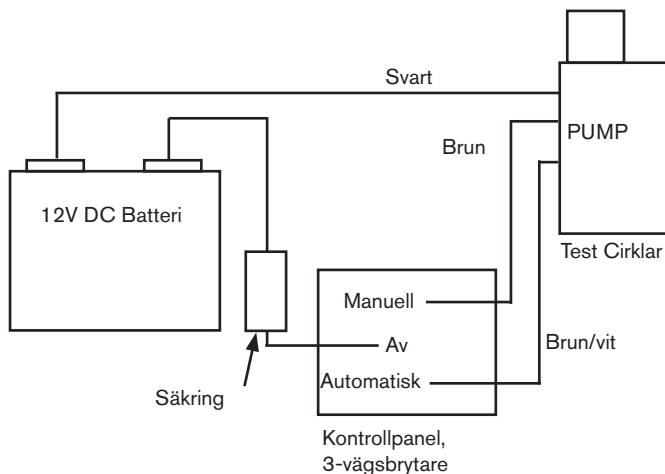 Svart
Brun
PUMP
12V DC Batteri
Test Cirklar
Manuell
Av
Brun/vit
Automatisk
Säkring
Kontrollpanel,
3-vägsbrytare